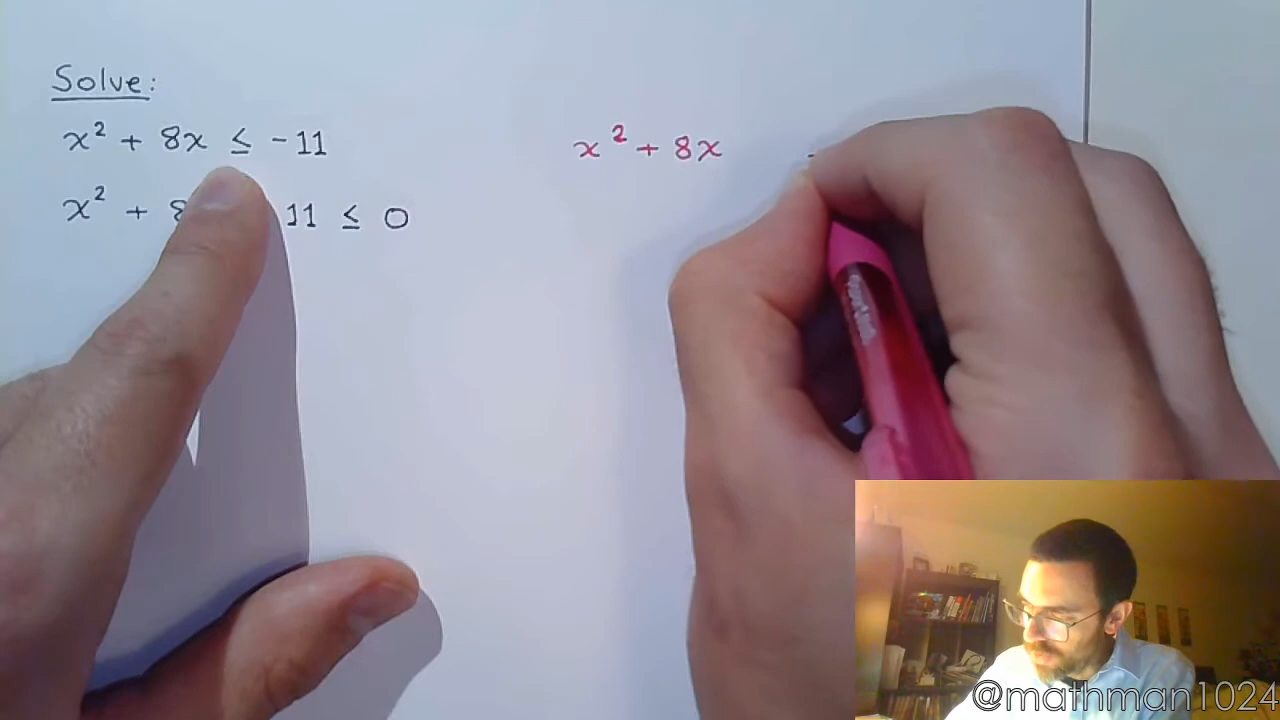 Solve:
x² + 8x ≤ -11
x² + 8 11 ≤ 0
x² + 8x
@mathman1024